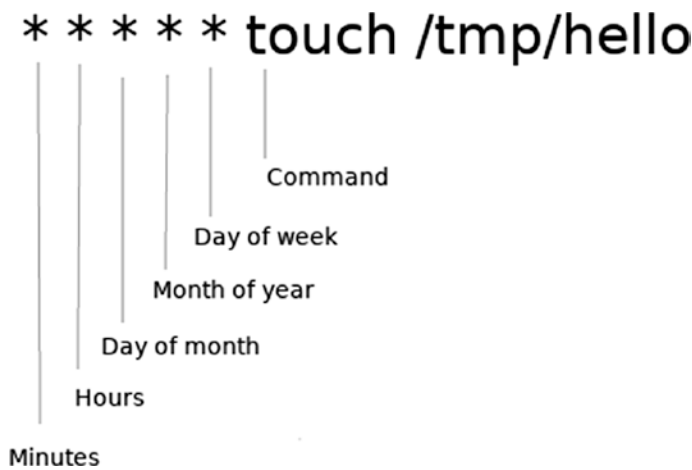 * * * * * touch /tmp/hello
Command
Day of week
Month of year
Day of month
Hours
Minutes